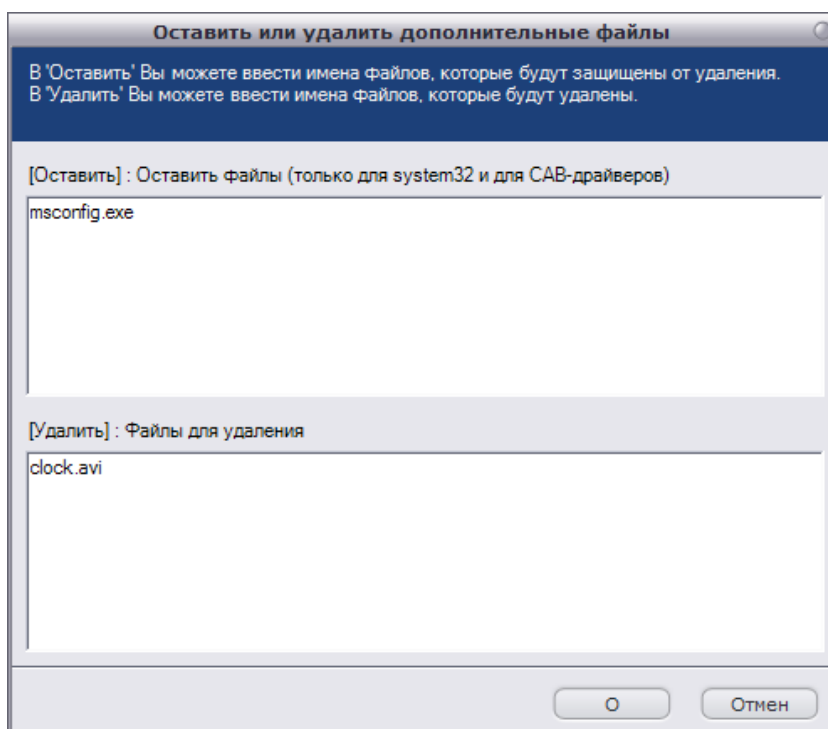 Оставить или удалить дополнительные файлы
В 'Оставить' Вы можете ввести имена файлов, которые будут защищены от удаления.
В 'Удалить' Вы можете ввести имена файлов, которые будут удалены.
[Оставить] : Оставить файлы (только для system32 и для CAB-драйверов)
msconfig.exe
[Удалить] : Файлы для удаления
clock.avi
О
Отмен